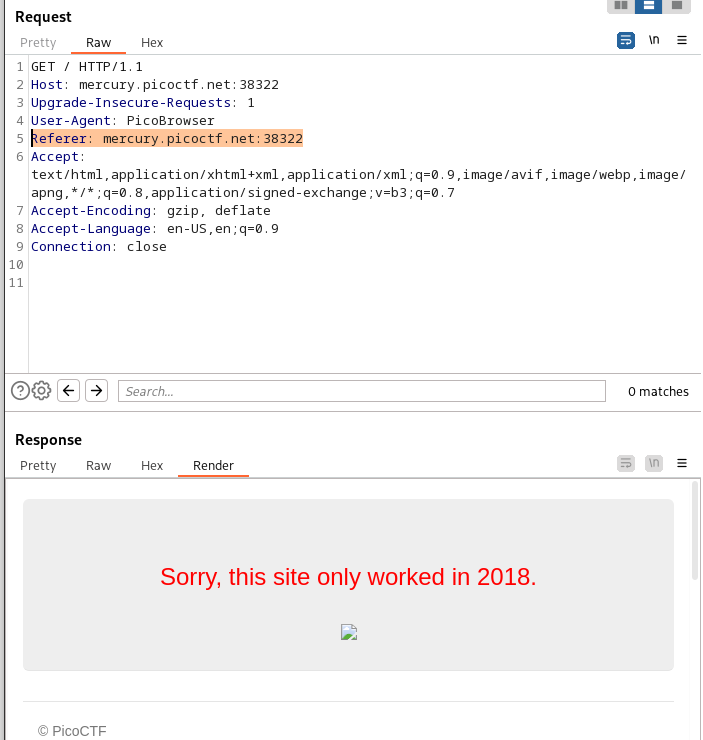 Request
Pretty Raw Hex \n
1 GET / HTTP/1.1
2 Host: mercury.picoctf.net:38322
3 Upgrade-Insecure-Requests: 1
4 User-Agent: PicoBrowser
5 Referer: mercury.picoctf.net:38322
6 Accept:
text/html,application/xhtml+xml,application/xml;q=0.9,image/avif,image/webp,image/
apng,*/*;q=0.8,application/signed-exchange;v=b3;q=0.7
7 Accept-Encoding: gzip, deflate
8 Accept-Language: en-US,en;q=0.9
9 Connection: close
10
11
Search... 0 matches
Response
Pretty Raw Hex Render \n
Sorry, this site only worked in 2018.
© PicoCTF